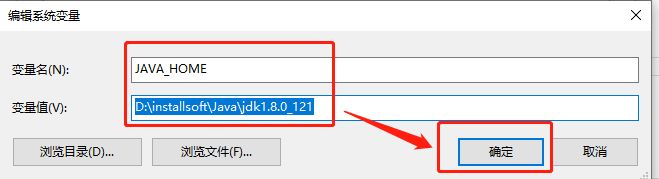 编辑系统变量
变量名(N):
JAVA_HOME
变量值(V):
D:\installsoft\Java\jdk1.8.0_121
浏览目录(D)...
浏览文件(F)...
确定
取消